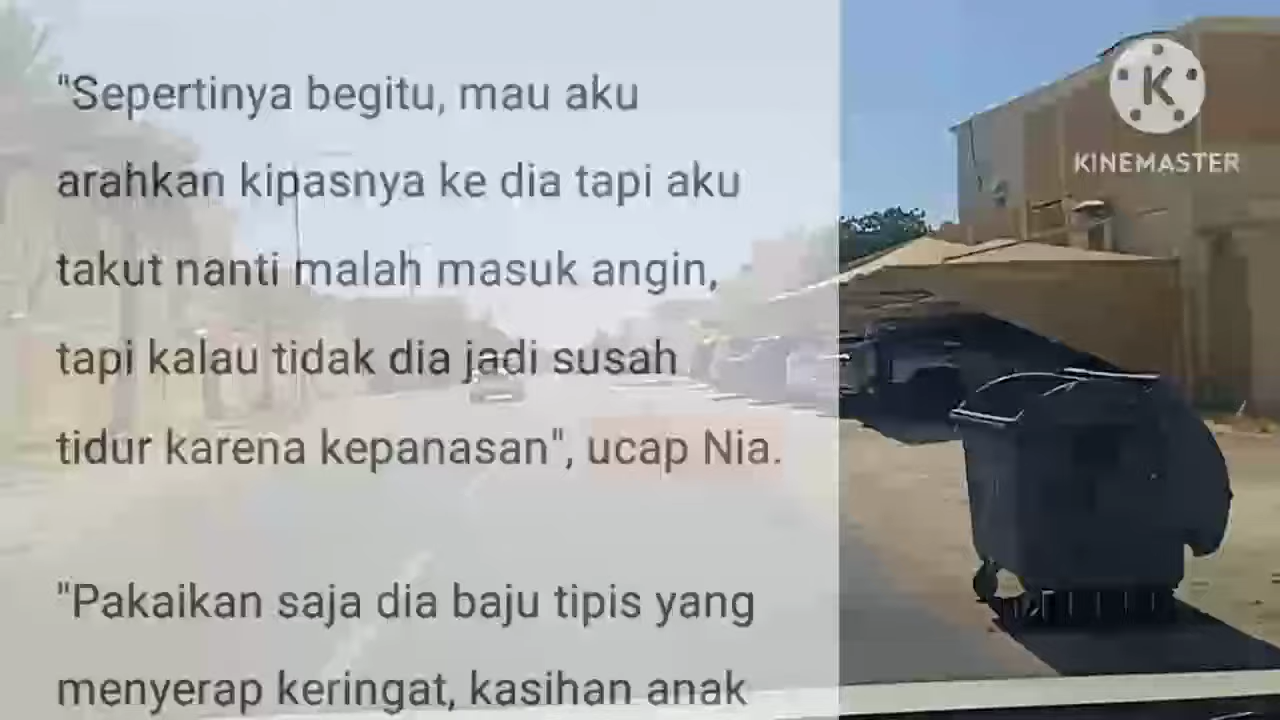 "Sepertinya begitu, mau aku
arahkan kipasnya ke dia tapi aku
takut nanti malah masuk angin,
tapi kalau tidak dia jadi susah
tidur karena kepanasan", ucap Nia.
"Pakaikan saja dia baju tipis yang
menyerap keringat, kasihan anak
K
KINEMASTER